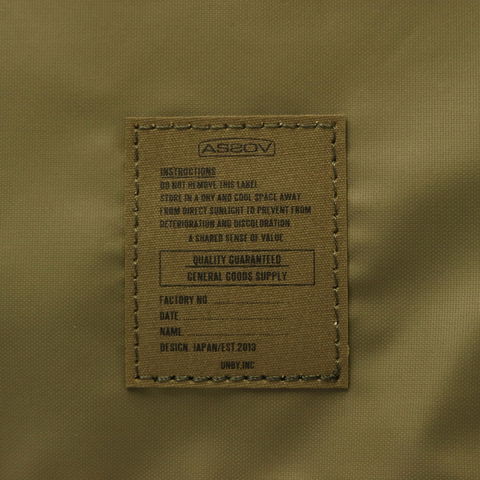 AS2OV
INSTRUCTIONS
DO NOT REMOVE THIS LABEL
STORE IN A DRY AND COOL SPACE AWAY
FROM DIRECT SUNLIGHT TO PREVENT FROM
DETERIORATION AND DISCOLORATION
A SHARED SENSE OF VALUE
QUALITY GUARANTEED
GENERAL GOODS SUPPLY
FACTORY NO
DATE
NAME
DESIGN. JAPAN/EST.2013
UNBY,INC